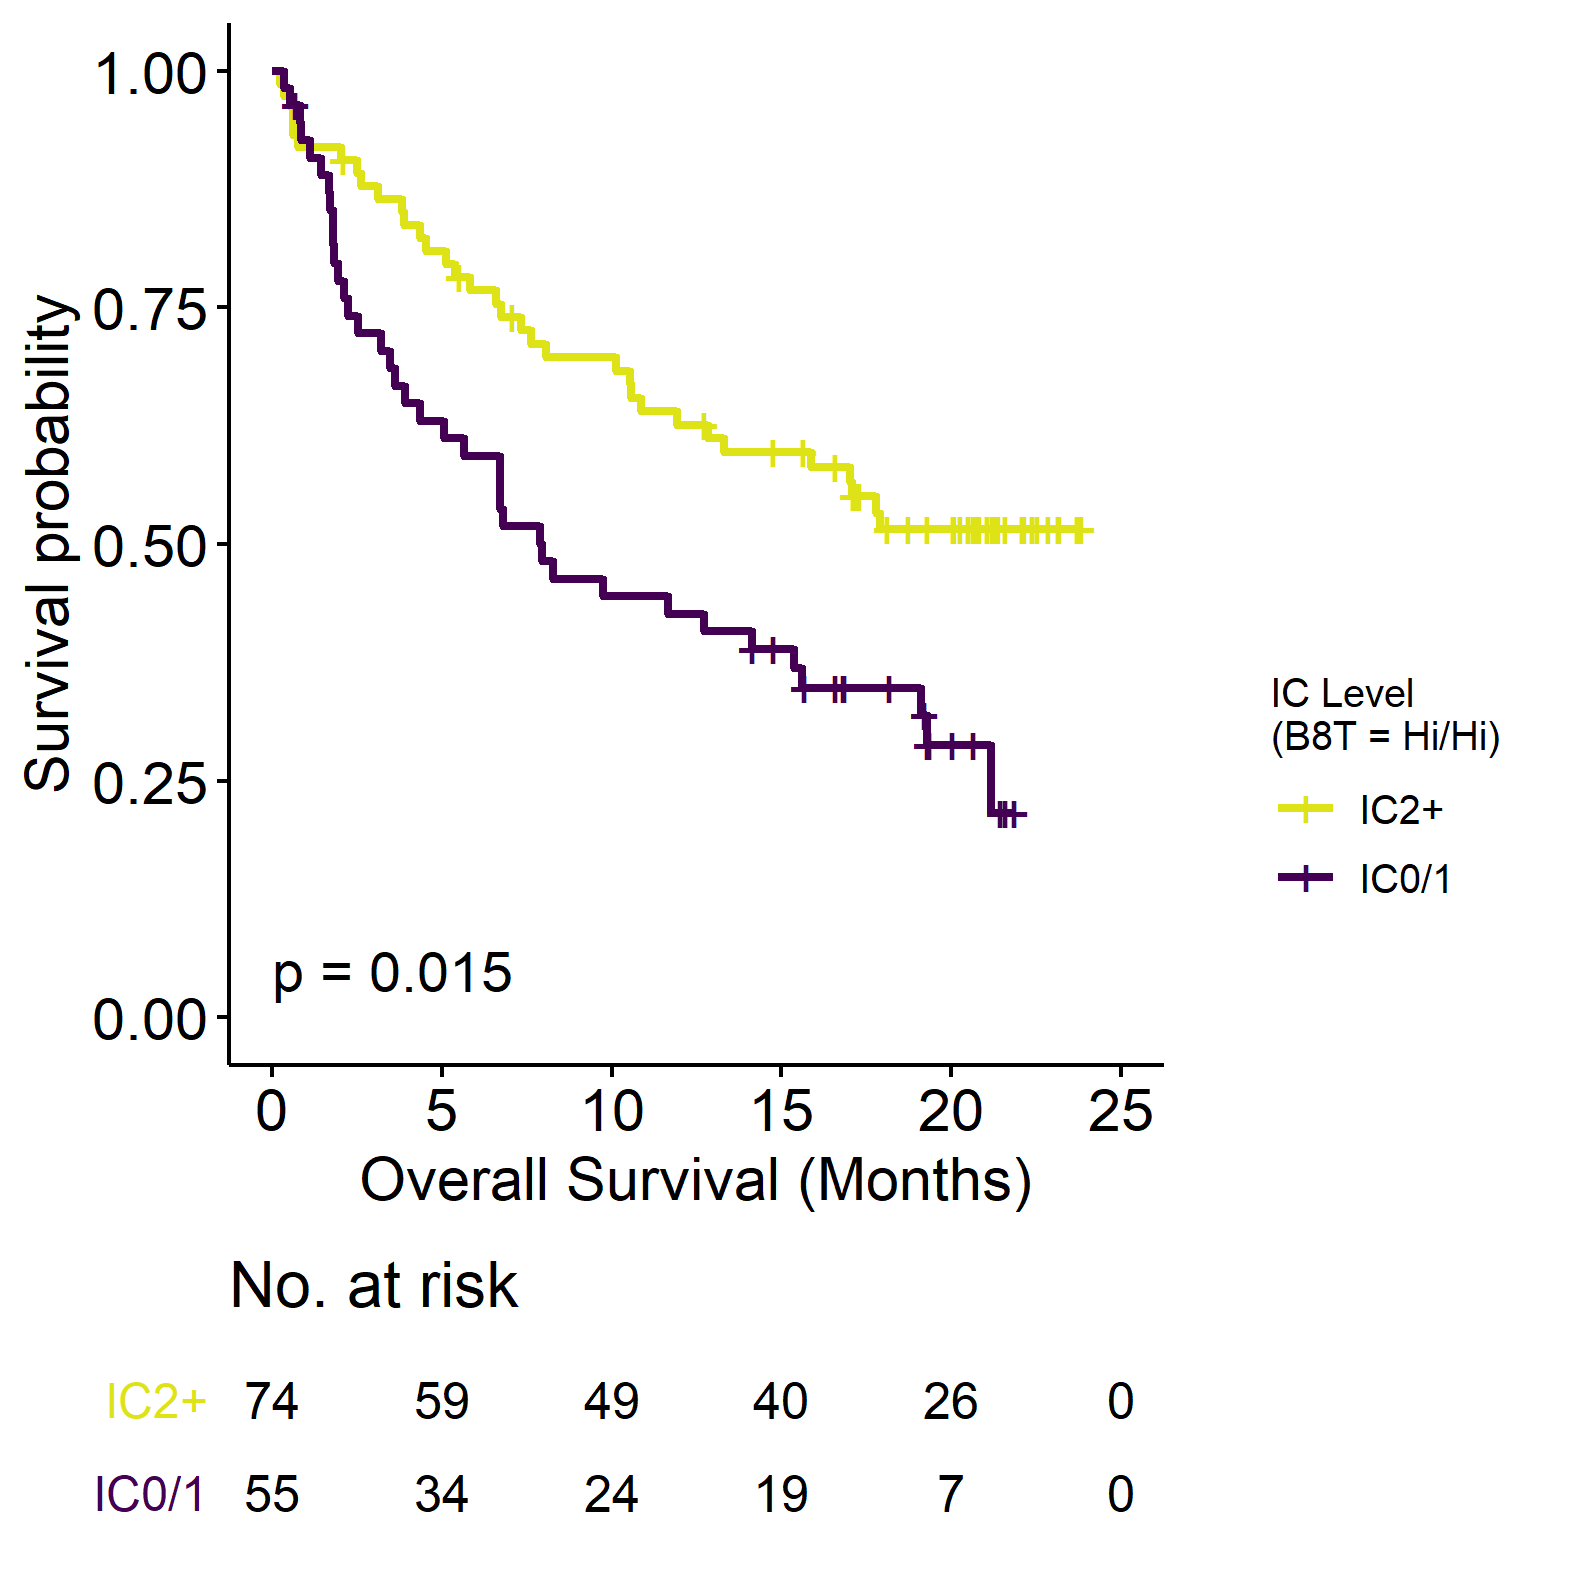 1.00
0.75
0.50
0.25
0.00
Survival probability
p = 0.015
0 5 10 15 20 25
Overall Survival (Months)
IC Level
(B8T = Hi/Hi)
IC2+
IC0/1
No. at risk
IC2+ 74 59 49 40 26 0
IC0/1 55 34 24 19 7 0